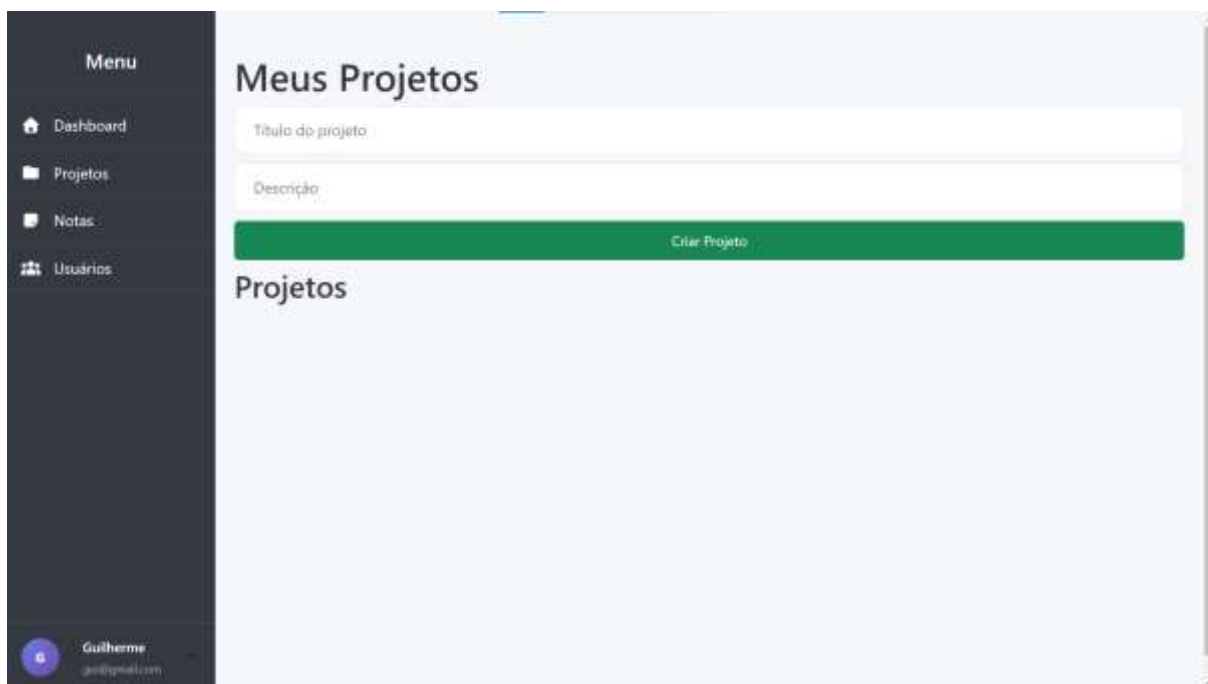 Menu
Dashboard
Projetos
Notas
Usuários
G
Guilherme
Meus Projetos
Título do projeto
Descrição
Criar Projeto
Projetos